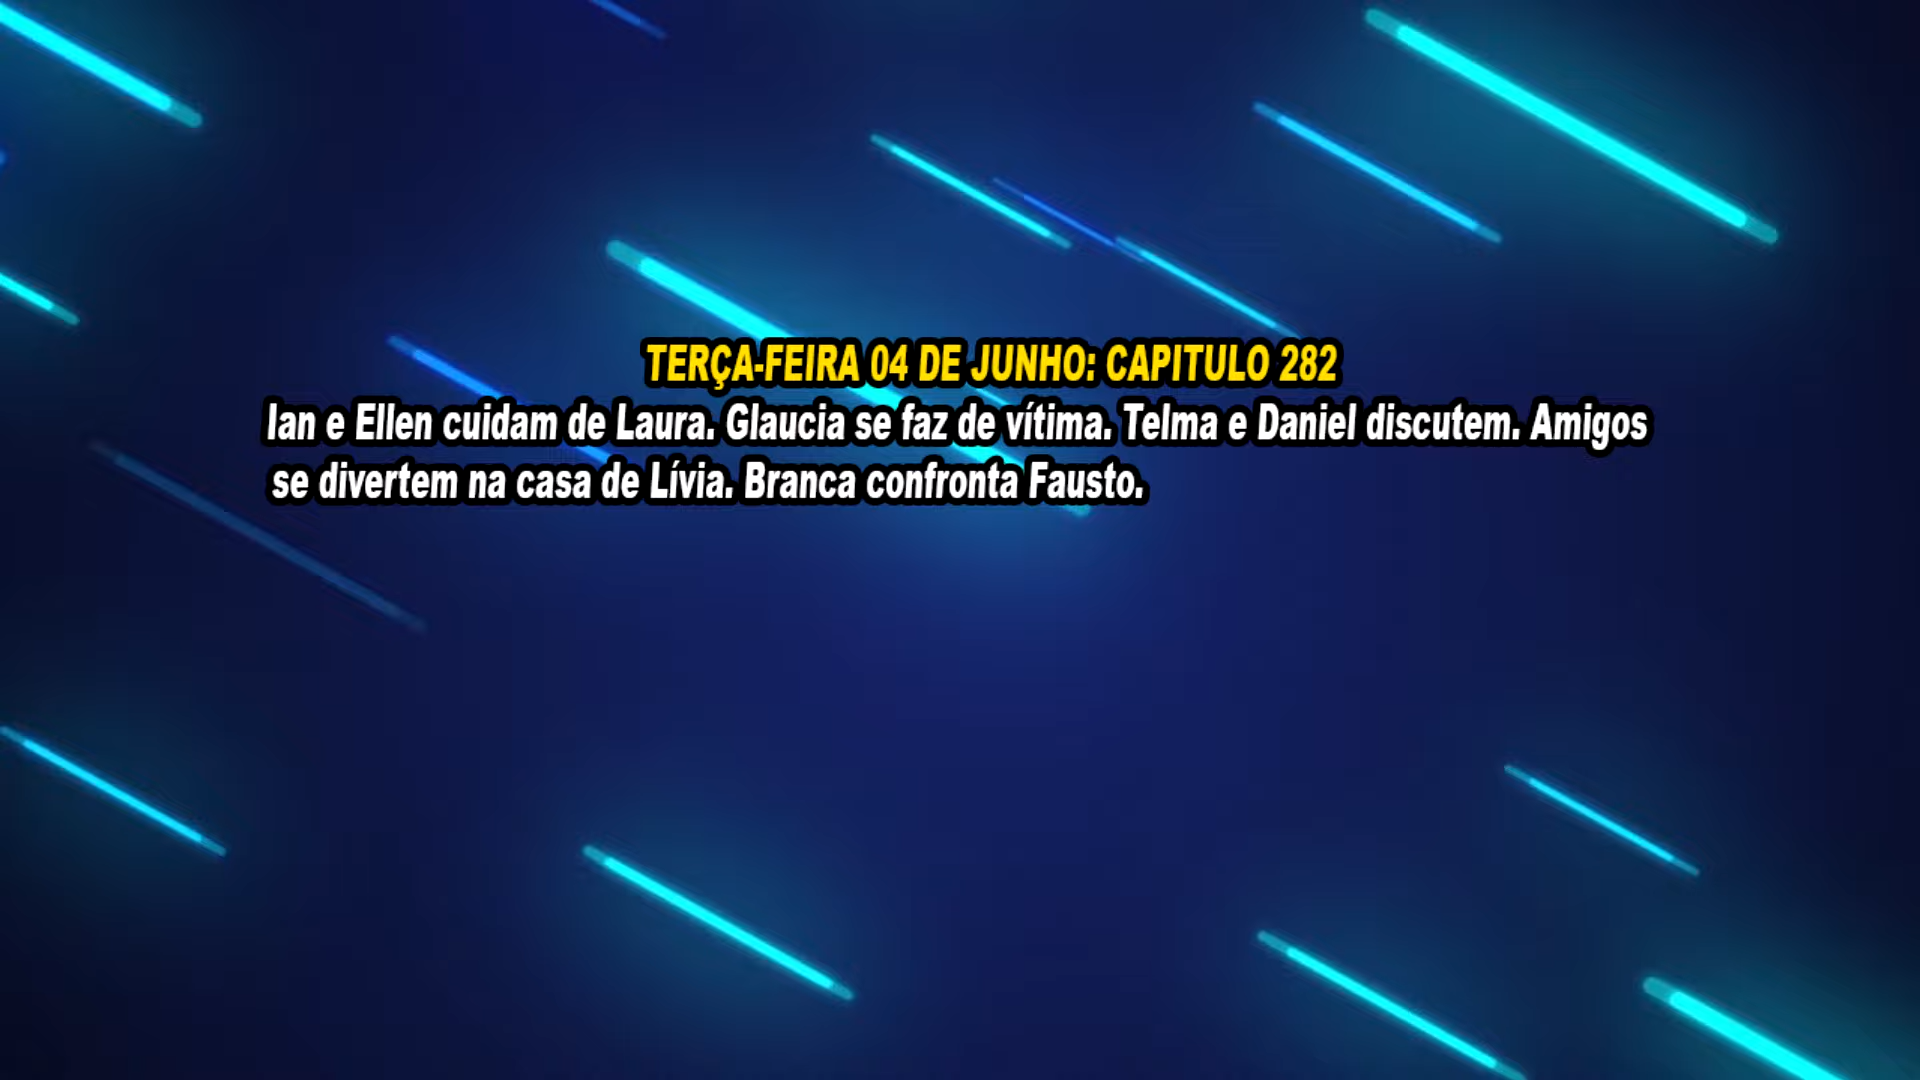 TERÇA-FEIRA 04 DE JUNHO: CAPITULO 282
Ian e Ellen cuidam de Laura. Glaucia se faz de vítima. Telma e Daniel discutem. Amigos
se divertem na casa de Lívia. Branca confronta Fausto.